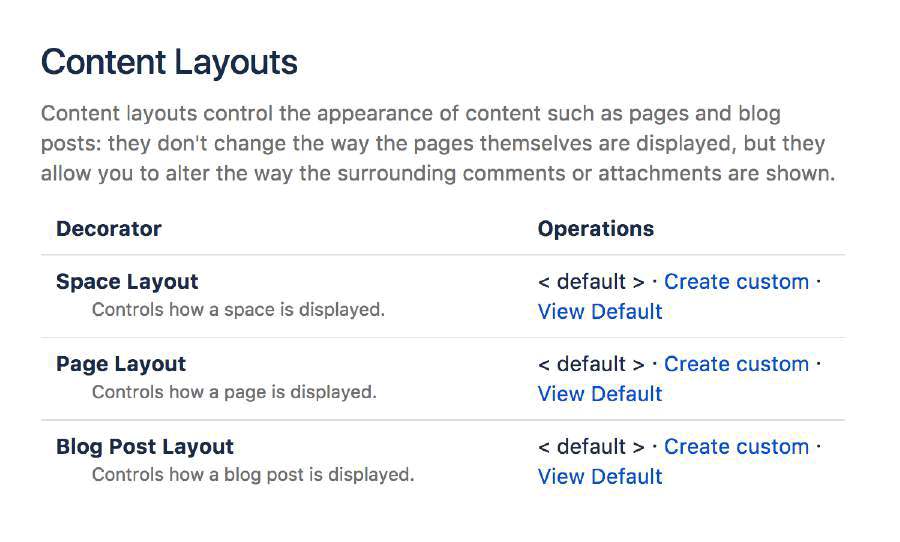 Content Layouts
Content layouts control the appearance of content such as pages and blog
posts: they don't change the way the pages themselves are displayed, but they
allow you to alter the way the surrounding comments or attachments are shown.
Decorator Operations
Space Layout < default > · Create custom ·
Controls how a space is displayed. View Default
Page Layout < default > · Create custom ·
Controls how a page is displayed. View Default
Blog Post Layout < default > · Create custom ·
Controls how a blog post is displayed. View Default